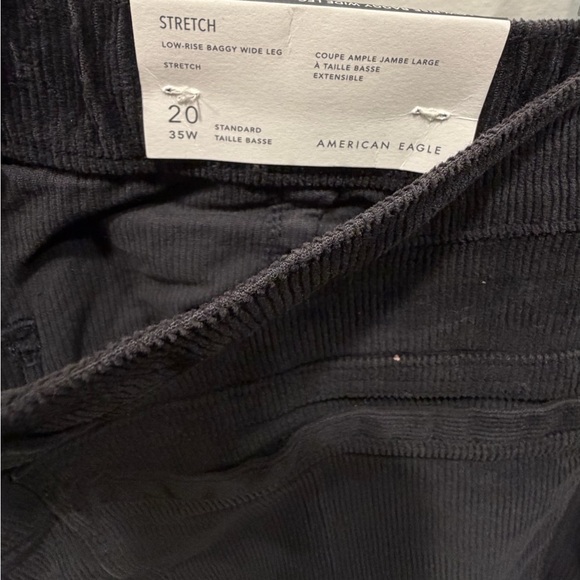 STRETCH
LOW-RISE BAGGY WIDE LEG
STRETCH
COUPE AMPLE JAMBE LARGE
À TAILLE BASSE
EXTENSIBLE
20
35W
STANDARD
TAILLE BASSE
AMERICAN EAGLE